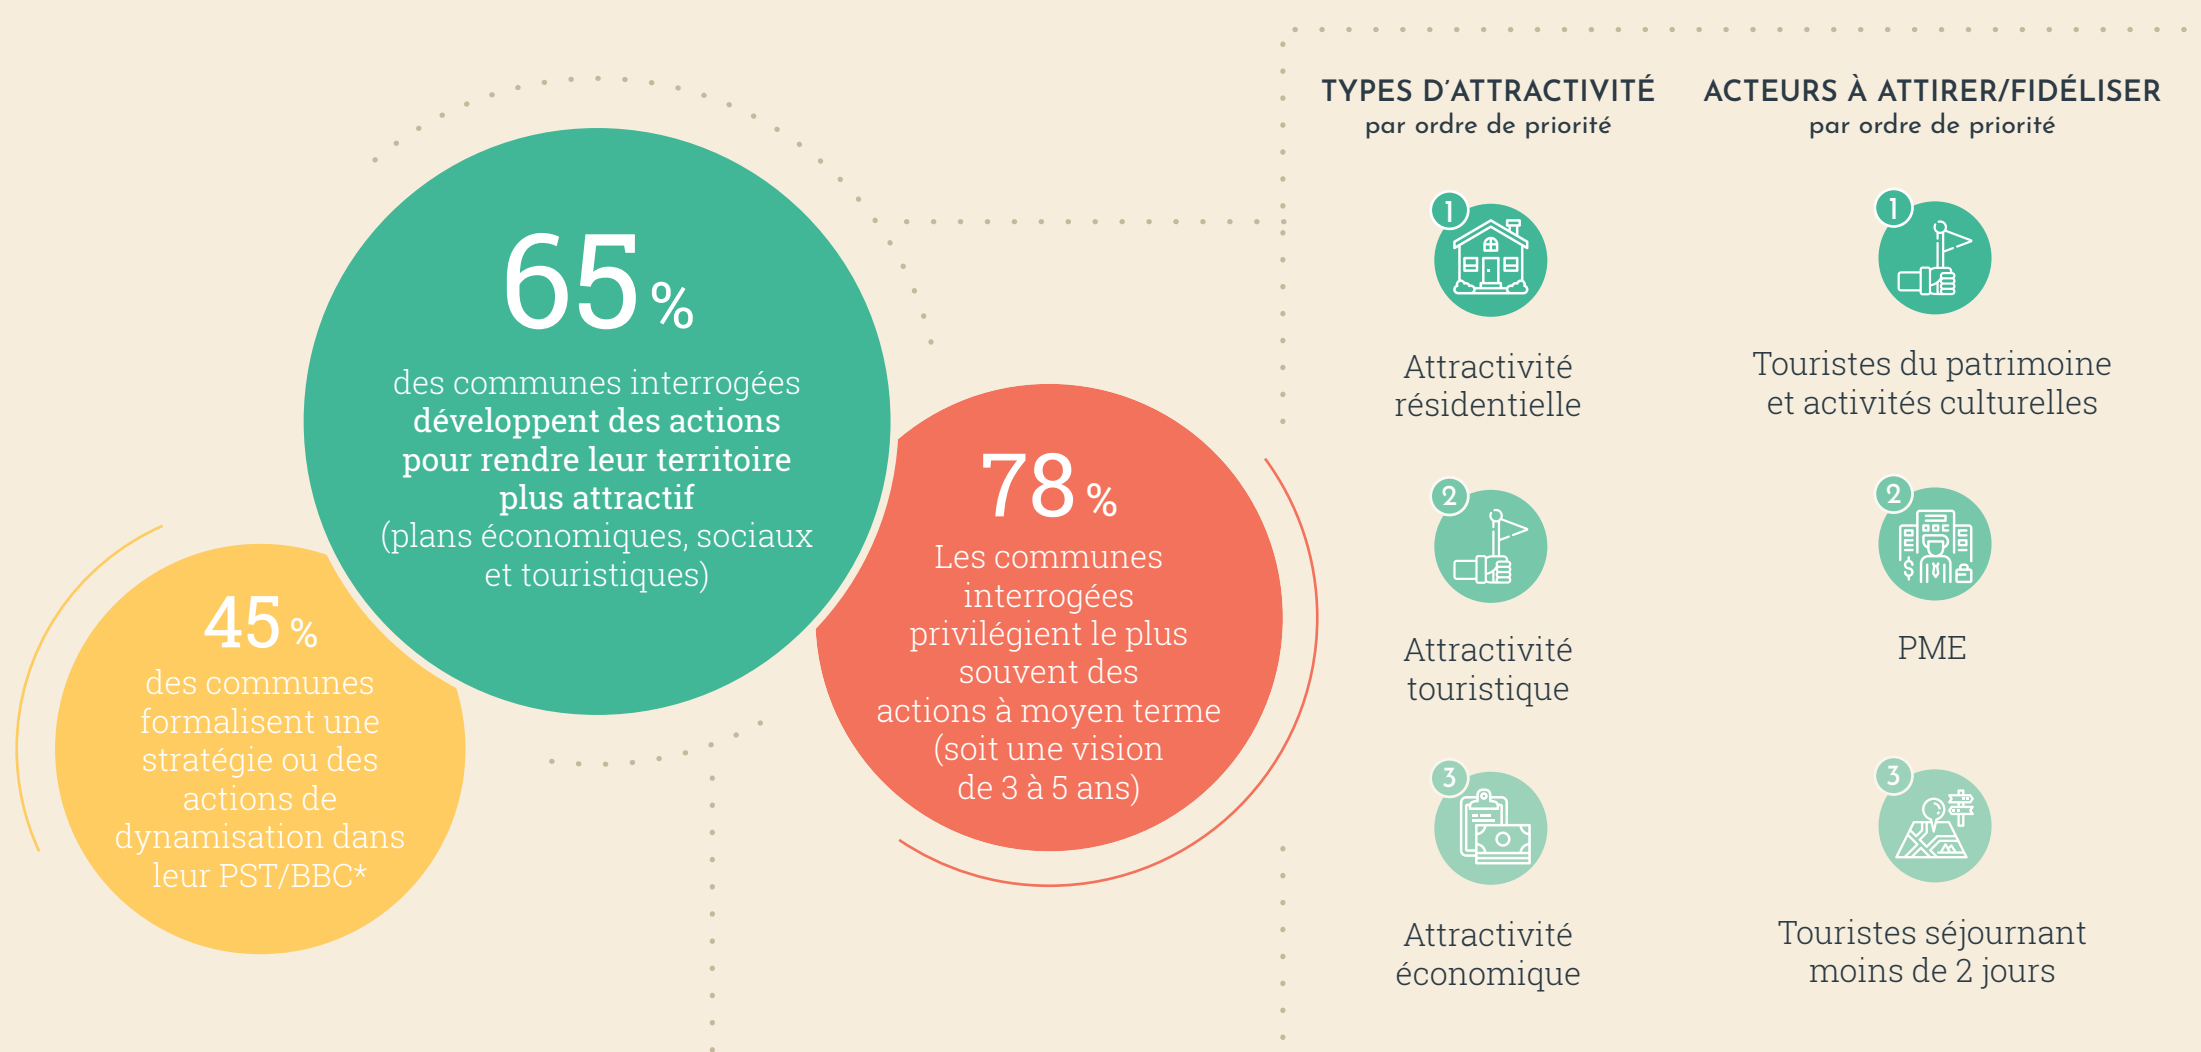 65 %
des communes interrogées
développent des actions
pour rendre leur territoire
plus attractif
(plans économiques, sociaux
et touristiques)
45 %
des communes
formalisent une
stratégie ou des
actions de
dynamisation dans
leur PST/BBC*
78 %
Les communes
interrogées
privilégient le plus
souvent des
actions à moyen terme
(soit une vision
de 3 à 5 ans)
TYPES D'ATTRACTIVITÉ
par ordre de priorité
1
Attractivité
résidentielle
2
Attractivité
touristique
3
Attractivité
économique
ACTEURS À ATTIRER/FIDÉLISER
par ordre de priorité
1
Touristes du patrimoine
et activités culturelles
2
$
PME
3
Touristes séjournant
moins de 2 jours